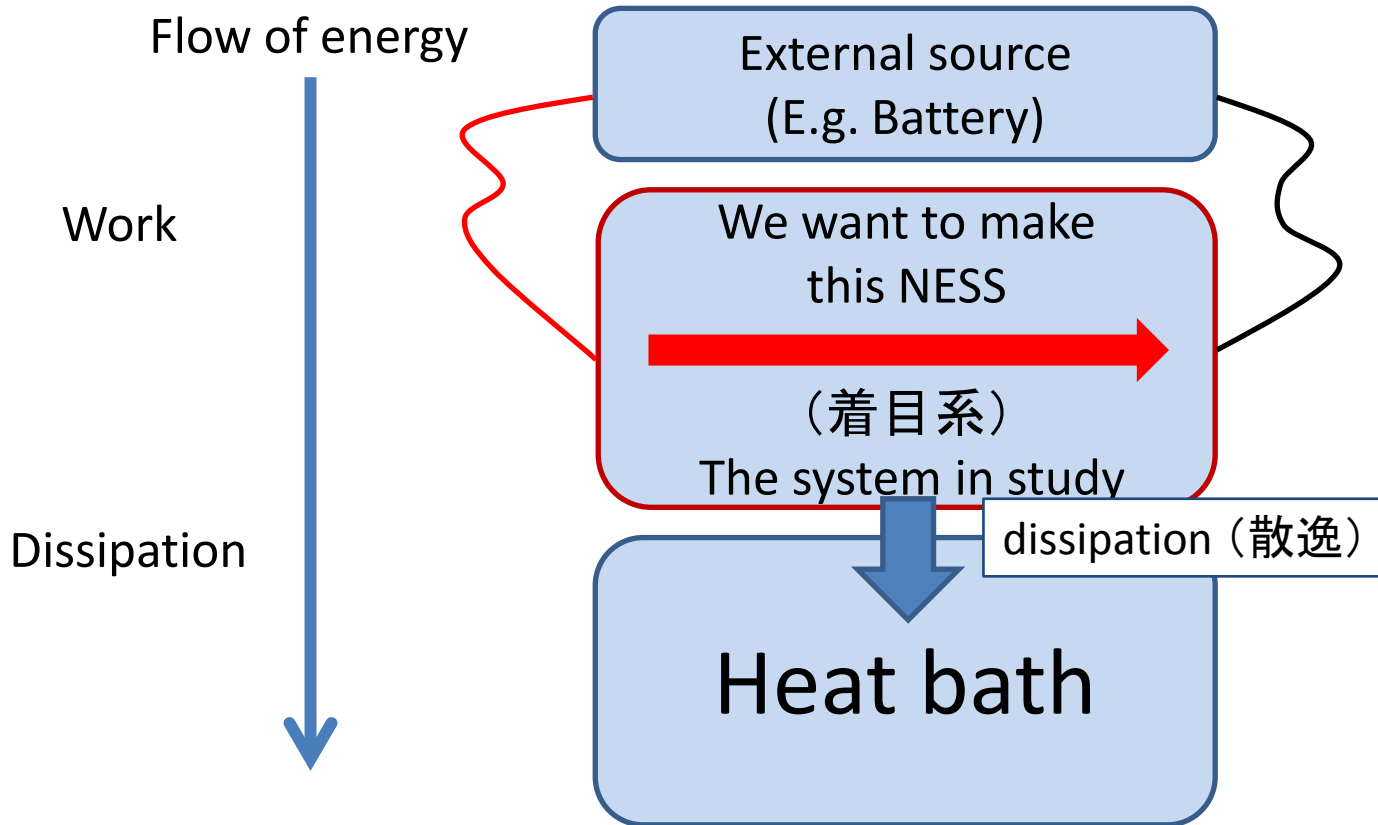 Flow of energy
External source
(E.g. Battery)
Work
We want to make
this NESS
（着目系）
The system in study
Dissipation
dissipation（散逸）
Heat bath